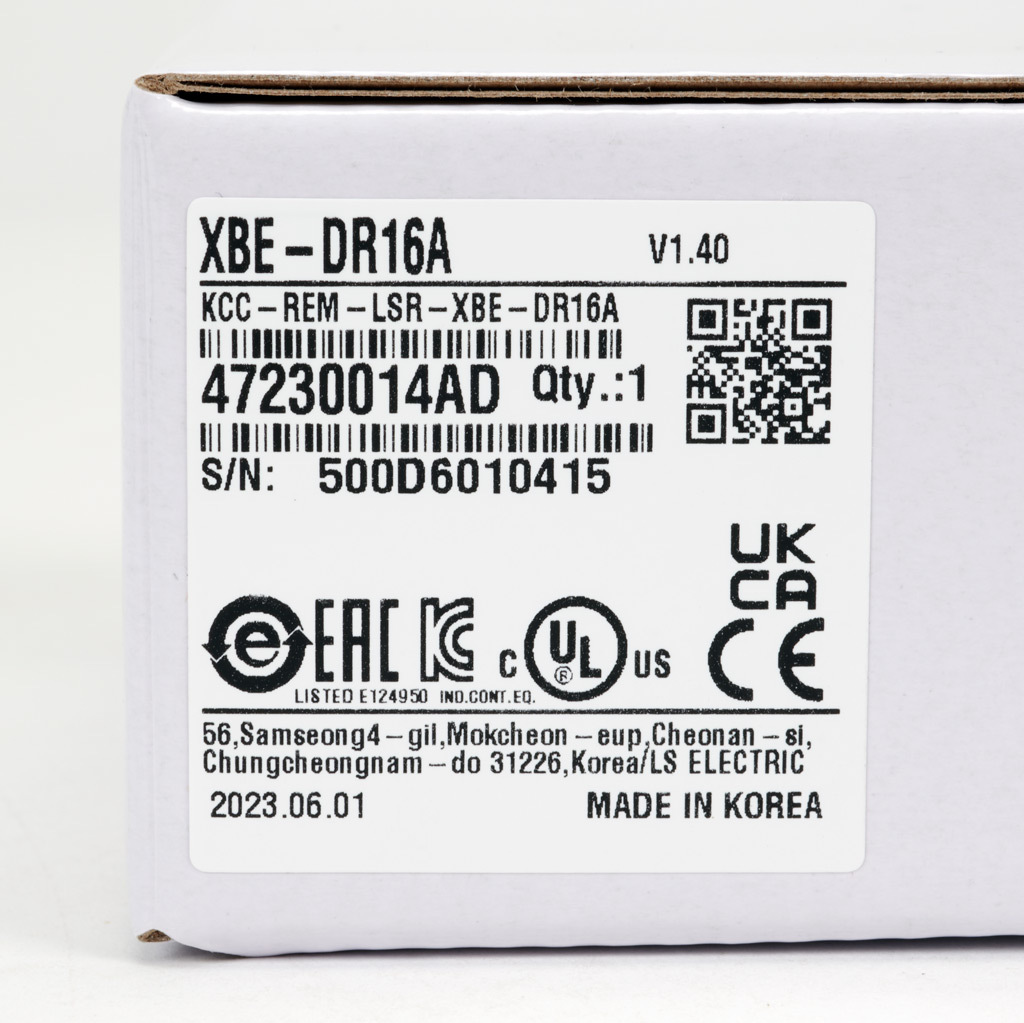 XBE-DR16A V1.40
KCC-REM-LSR-XBE-DR16A
47230014AD Qty.:1
S/N: 500D6010415
UK
CA
e EAC KC C UL ® US CE
LISTED E124950 IND.CONT.EQ.
56,Samseong4-gil,Mokcheon-eup,Cheonan-si,
Chungcheongnam-do 31226,Korea/LS ELECTRIC
2023.06.01 MADE IN KOREA